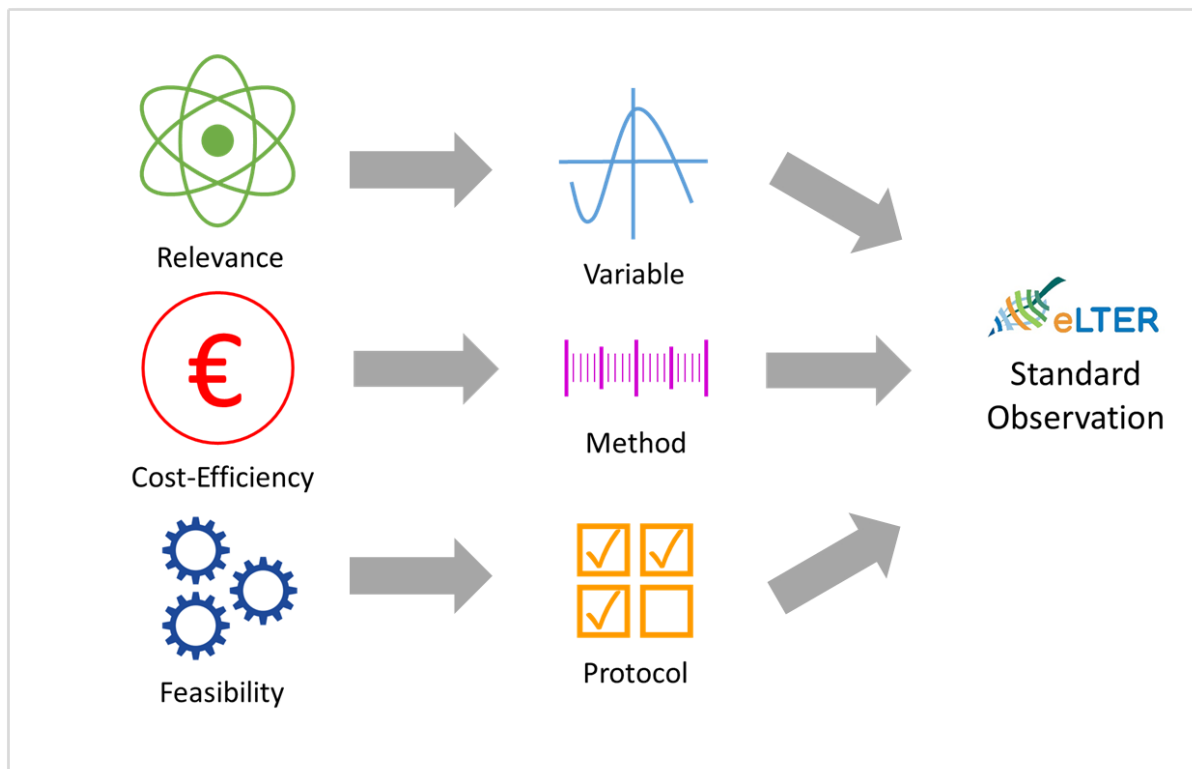 Relevance
Variable
€
Cost-Efficiency
Method
eLTER
Standard
Observation
Feasibility
Protocol